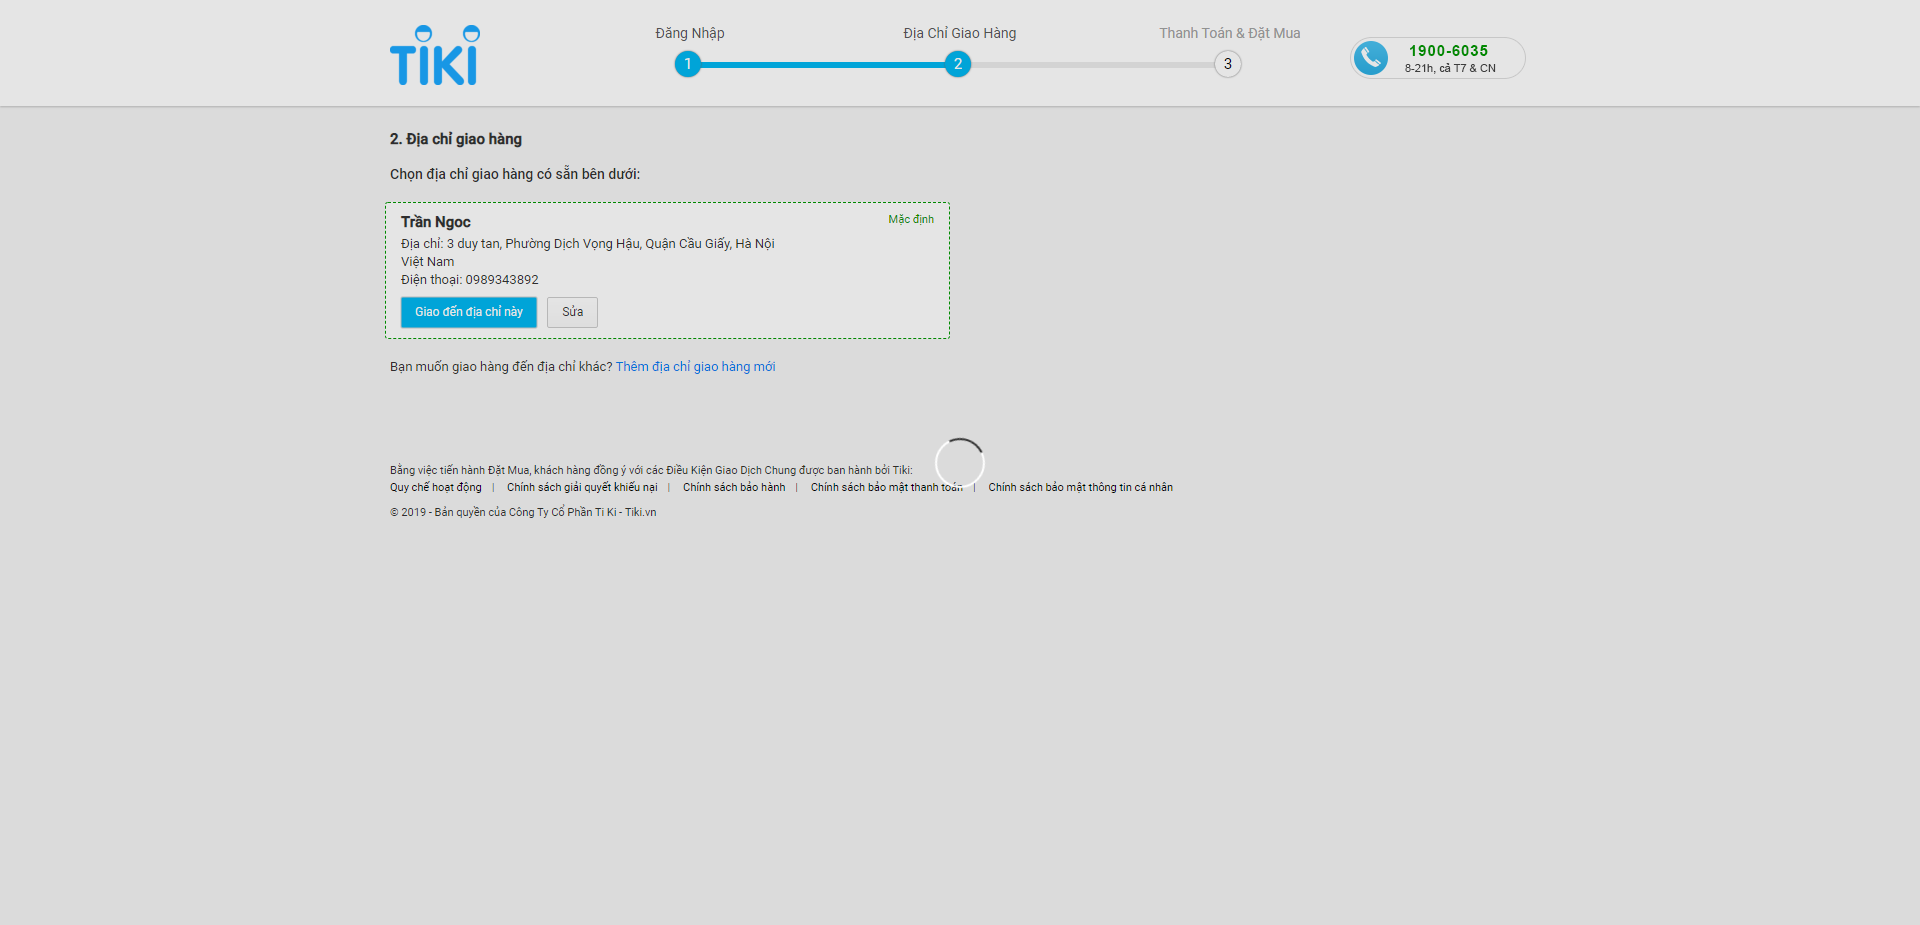 TIKI
Đăng Nhập
Địa Chỉ Giao Hàng
Thanh Toán & Đặt Mua
1
2
3
1900-6035
8-21h, cả T7 & CN
2. Địa chỉ giao hàng
Chọn địa chỉ giao hàng có sẵn bên dưới:
Trần Ngoc
Mặc định
Địa chỉ: 3 duy tan, Phường Dịch Vọng Hậu, Quận Cầu Giấy, Hà Nội
Việt Nam
Điện thoại: 0989343892
Giao đến địa chỉ này
Sửa
Bạn muốn giao hàng đến địa chỉ khác? Thêm địa chỉ giao hàng mới
Bằng việc tiến hành Đặt Mua, khách hàng đồng ý với các Điều Kiện Giao Dịch Chung được ban hành bởi Tiki:
Quy chế hoạt động | Chính sách giải quyết khiếu nại | Chính sách bảo hành | Chính sách bảo mật thanh toán | Chính sách bảo mật thông tin cá nhân
© 2019 - Bản quyền của Công Ty Cổ Phần Ti Ki - Tiki.vn